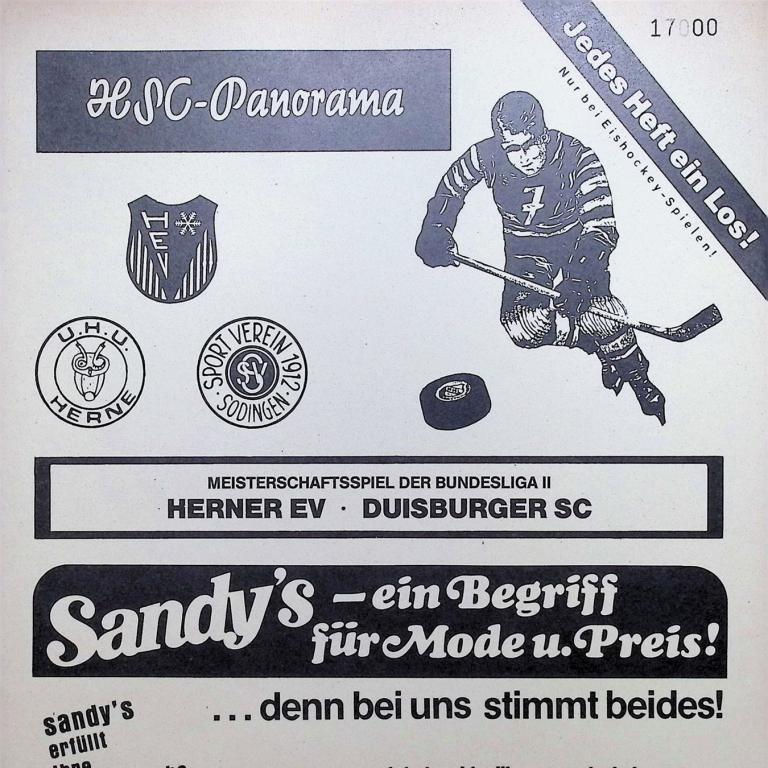 17000
Jedes Heft ein Los!
Nur bei Eishockey-Spielen!
HSC-Panorama
HEV
7
U.H.U.
HERNE
SPORT VEREIN 1912
SODINGEN
MEISTERSCHAFTSSPIEL DER BUNDESLIGA II
HERNER EV · DUISBURGER SC
Sandy's – ein Begriff
für Mode u. Preis!
... denn bei uns stimmt beides!
sandy's
erfüllt